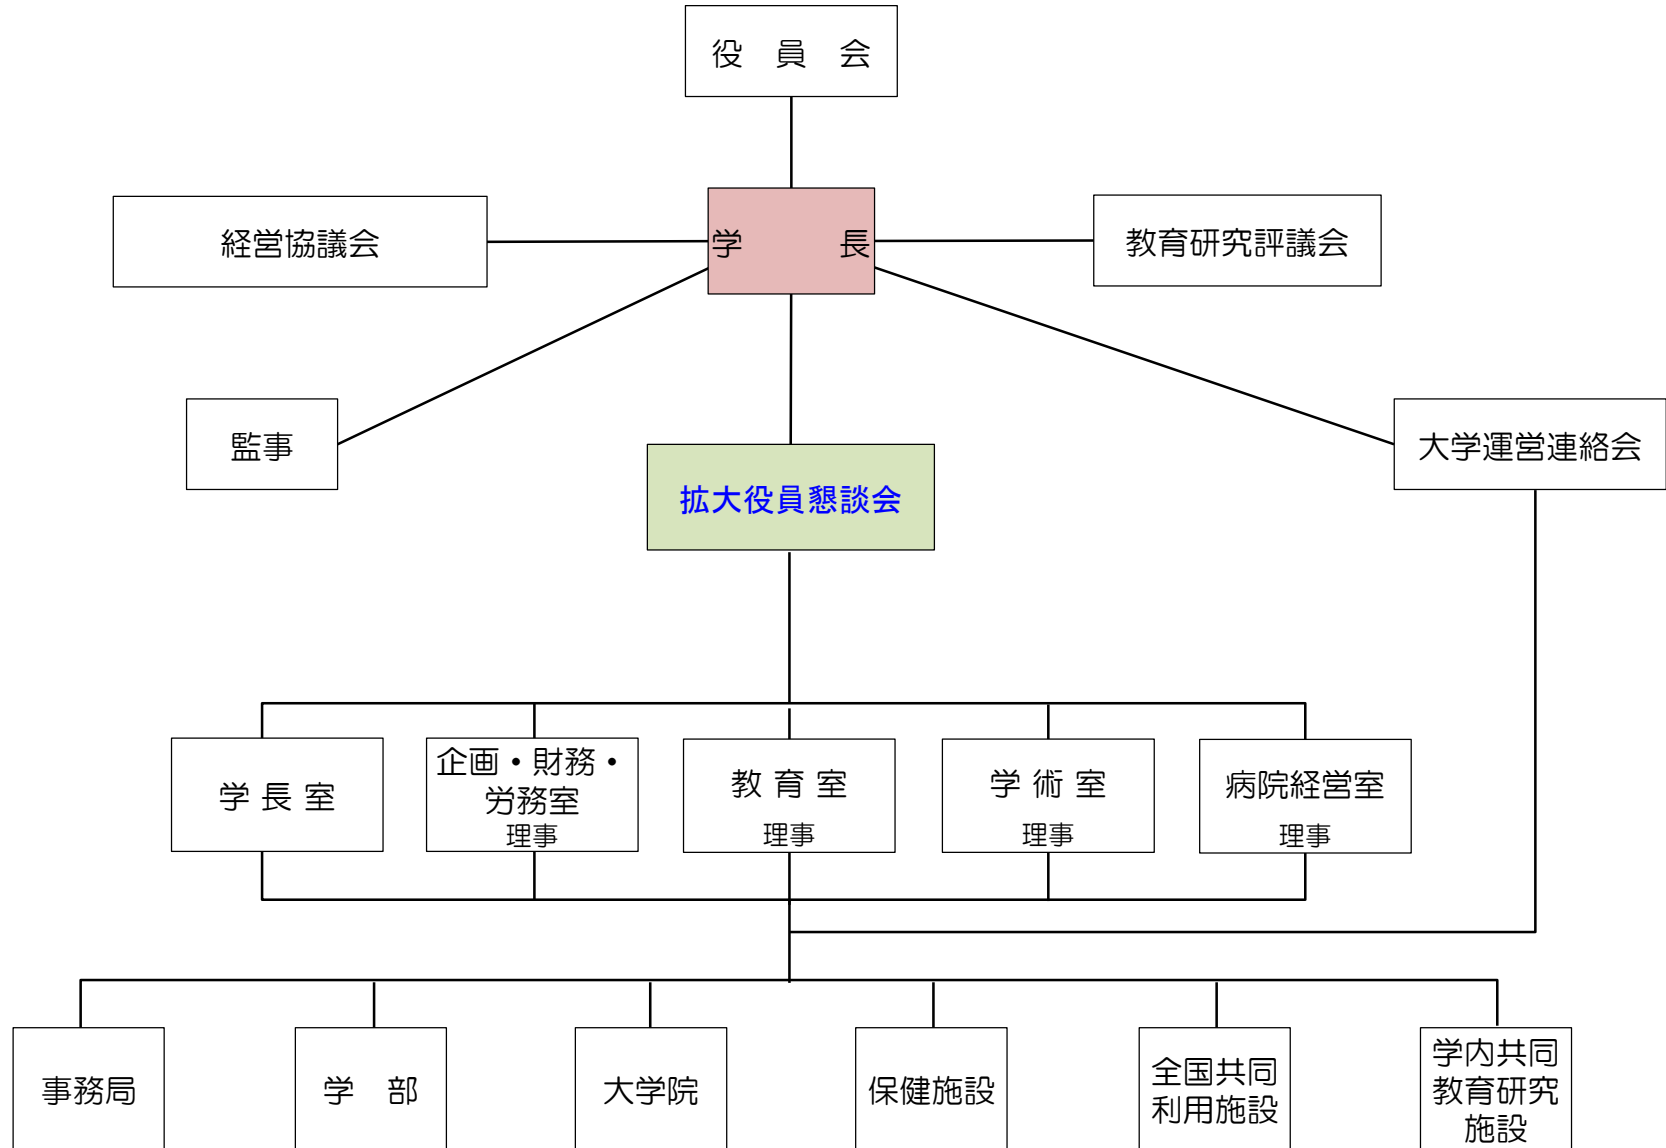 役　員　会
経営協議会
学　　　長
教育研究評議会
監事
大学運営連絡会
拡大役員懇談会
学 長 室
企画・財務・
労務室
理事
教 育 室
理事
学 術 室
理事
病院経営室
理事
事務局
学　部
大学院
保健施設
全国共同
利用施設
学内共同
教育研究
施設